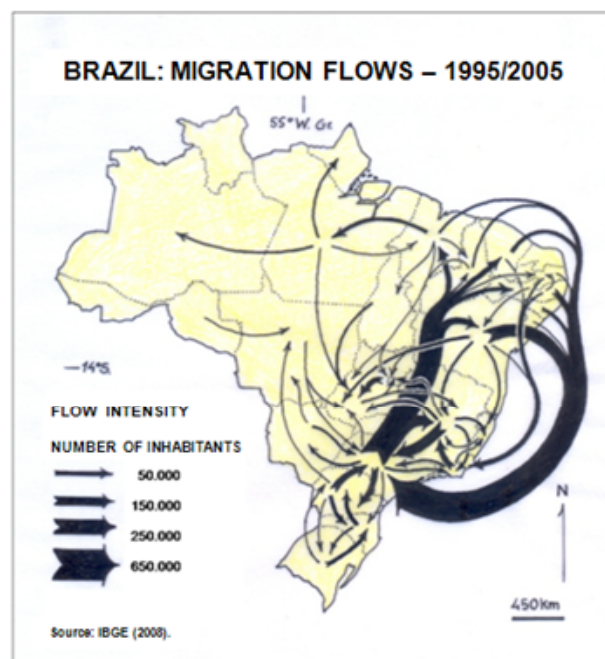 BRAZIL: MIGRATION FLOWS – 1995/2005
55° W. Gr
14°S.
FLOW INTENSITY
NUMBER OF INHABITANTS
50.000
150.000
250.000
650.000
N
450Km
Source: IBGE (2008).